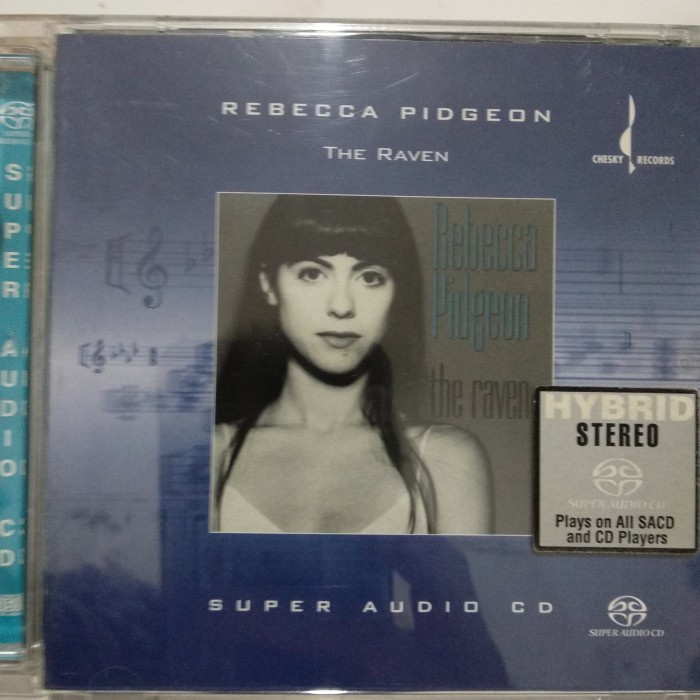 REBECCA PIDGEON
THE RAVEN
CHESKY RECORDS
Rebecca
Pidgeon
the raven
HYBRID
STEREO
SUPER AUDIO CD
Plays on All SACD
and CD Players
SUPER AUDIO CD
SUPER AUDIO CD
SUPER AUDIO CD